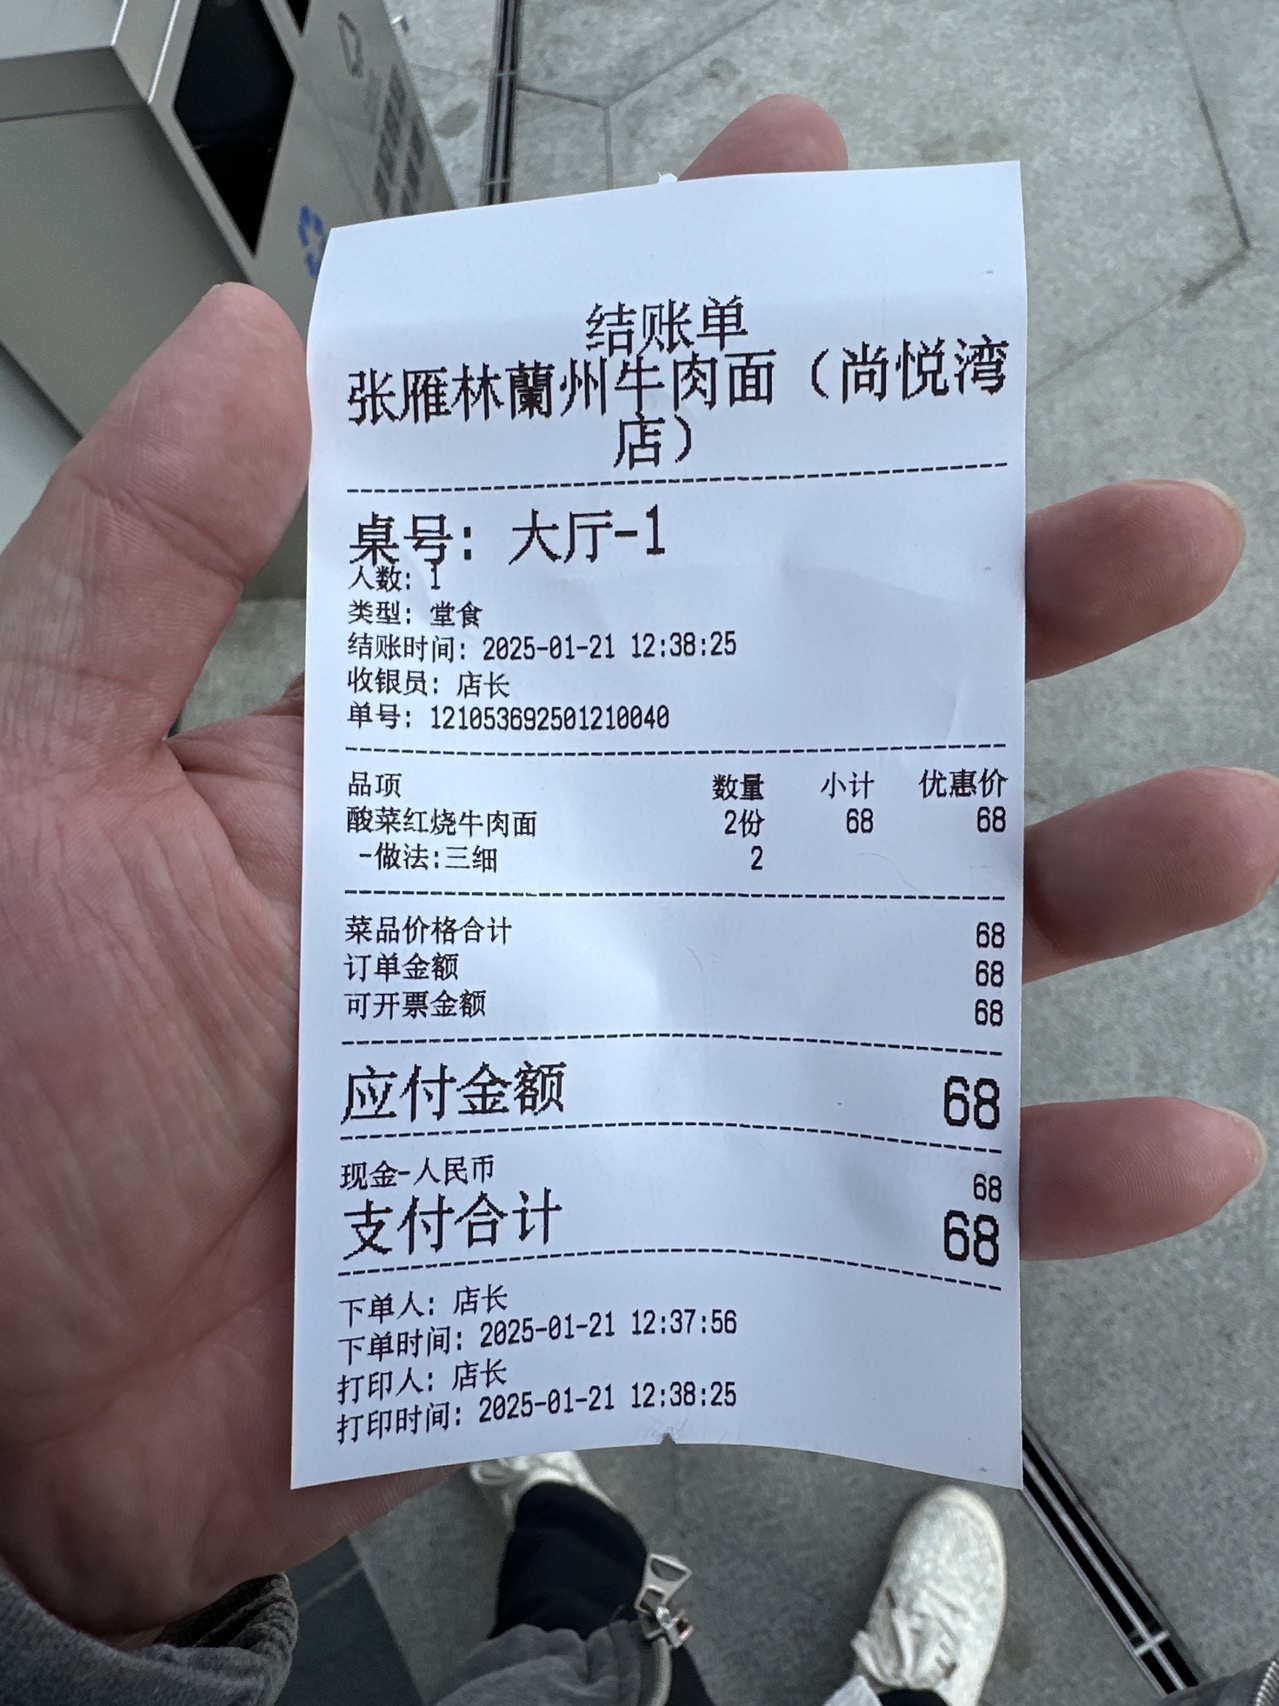 结账单
张雁林蘭州牛肉面（尚悦湾
店）
桌号: 大厅-1
人数: 1
类型: 堂食
结账时间: 2025-01-21 12:38:25
收银员: 店长
单号: 121053692501210040
品项 数量 小计 优惠价
酸菜红烧牛肉面 2份 68 68
-做法:三细 2
菜品价格合计 68
订单金额 68
可开票金额 68
应付金额 68
现金-人民币 68
支付合计 68
下单人: 店长
下单时间: 2025-01-21 12:37:56
打印人: 店长
打印时间: 2025-01-21 12:38:25